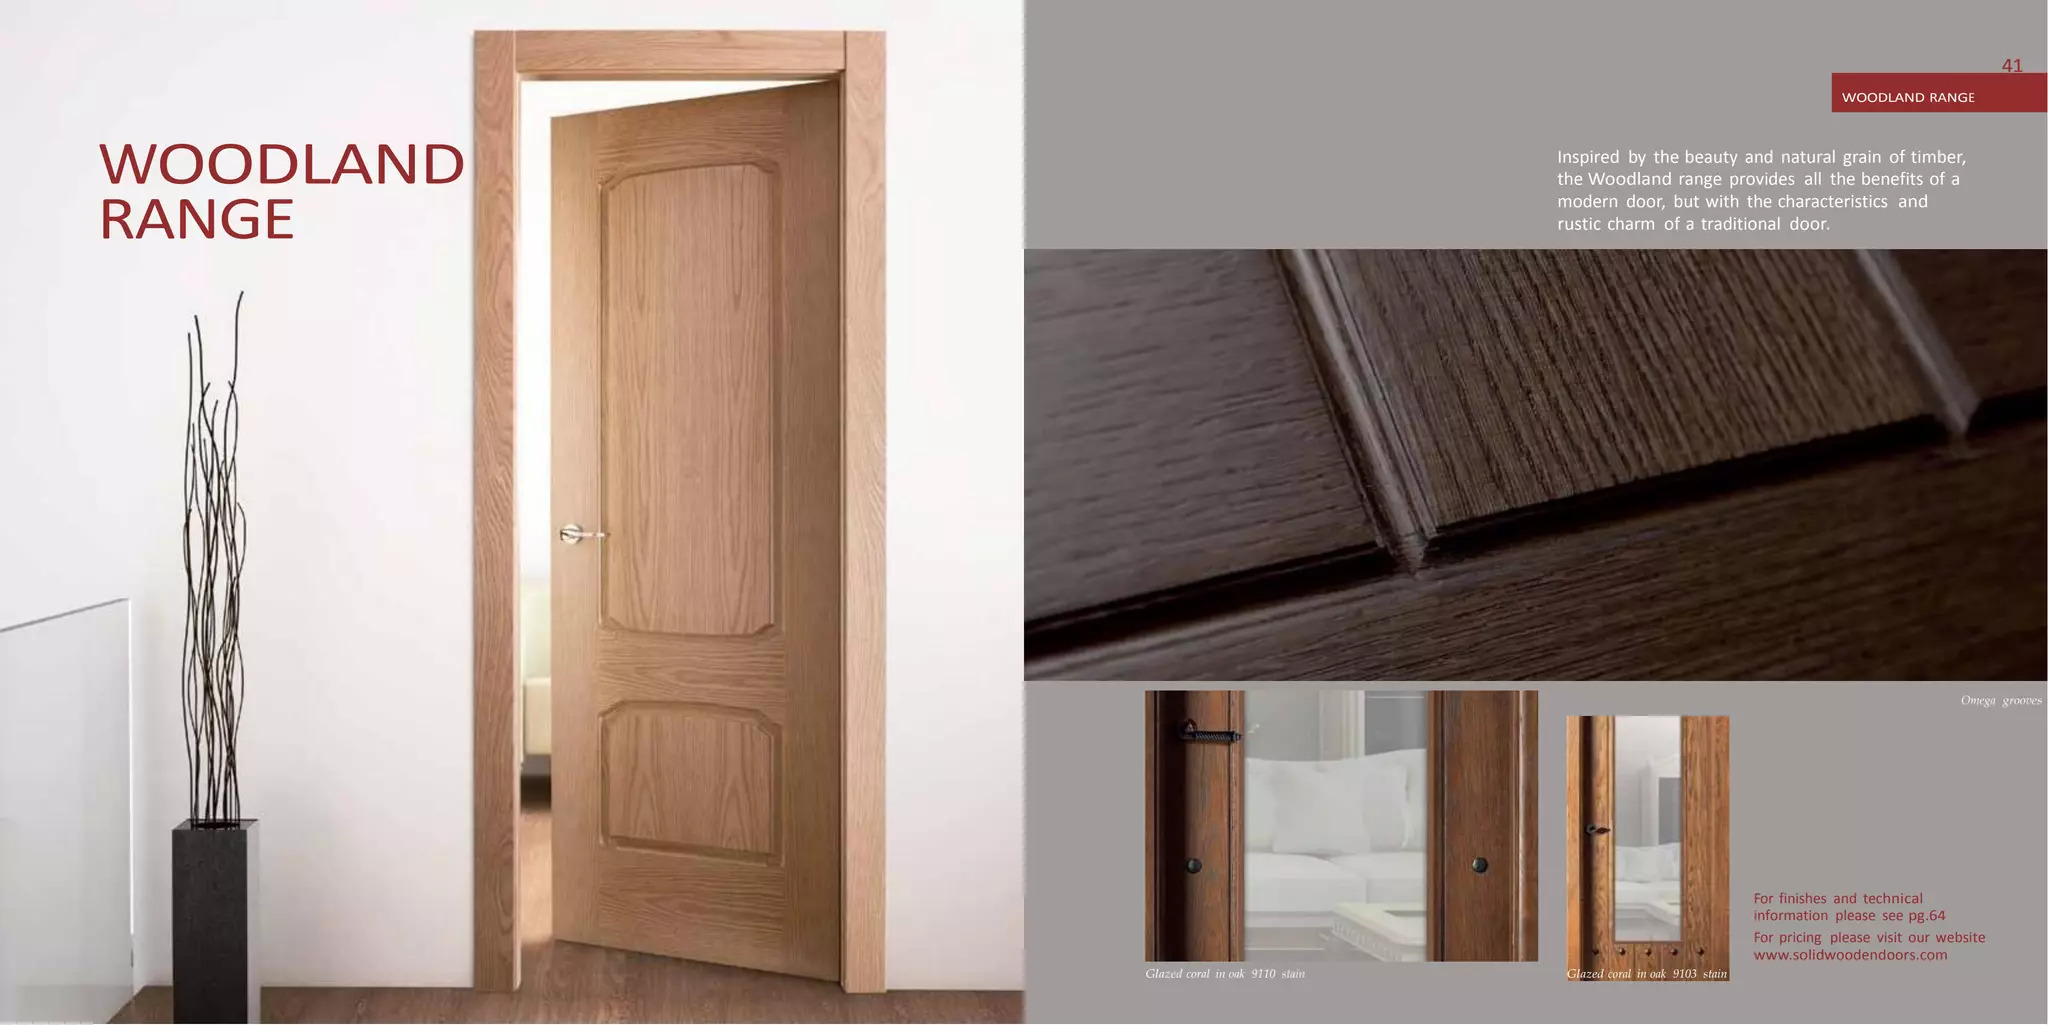 WOODLAND
RANGE
41
WOODLAND RANGE
Inspired by the beauty and natural grain of timber,
the Woodland range provides all the benefits of a
modern door, but with the characteristics and
rustic charm of a traditional door.
Omega grooves
Glazed coral in oak 9110 stain
Glazed coral in oak 9103 stain
For finishes and technical
information please see pg.64
For pricing please visit our website
www.solidwoodendoors.com